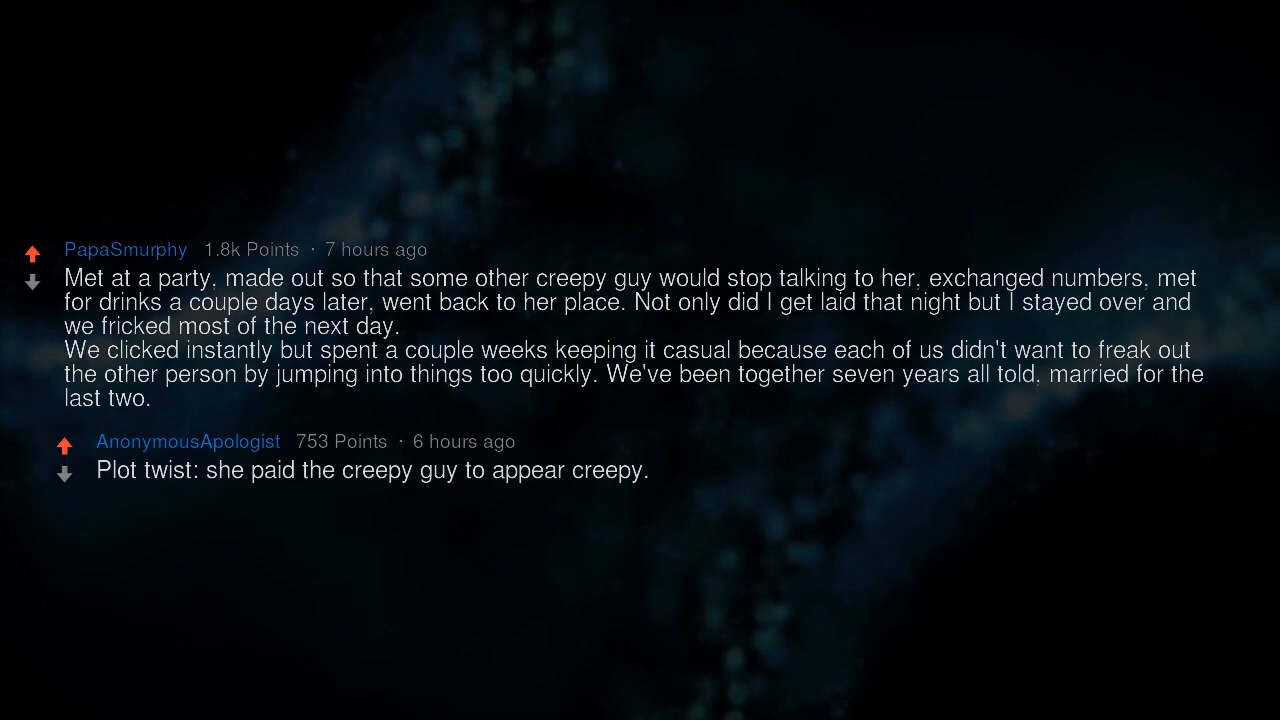 PapaSmurphy 1.8k Points · 7 hours ago
Met at a party, made out so that some other creepy guy would stop talking to her, exchanged numbers, met
for drinks a couple days later, went back to her place. Not only did I get laid that night but I stayed over and
we fricked most of the next day.
We clicked instantly but spent a couple weeks keeping it casual because each of us didn't want to freak out
the other person by jumping into things too quickly. We've been together seven years all told, married for the
last two.
AnonymousApologist 753 Points · 6 hours ago
Plot twist: she paid the creepy guy to appear creepy.